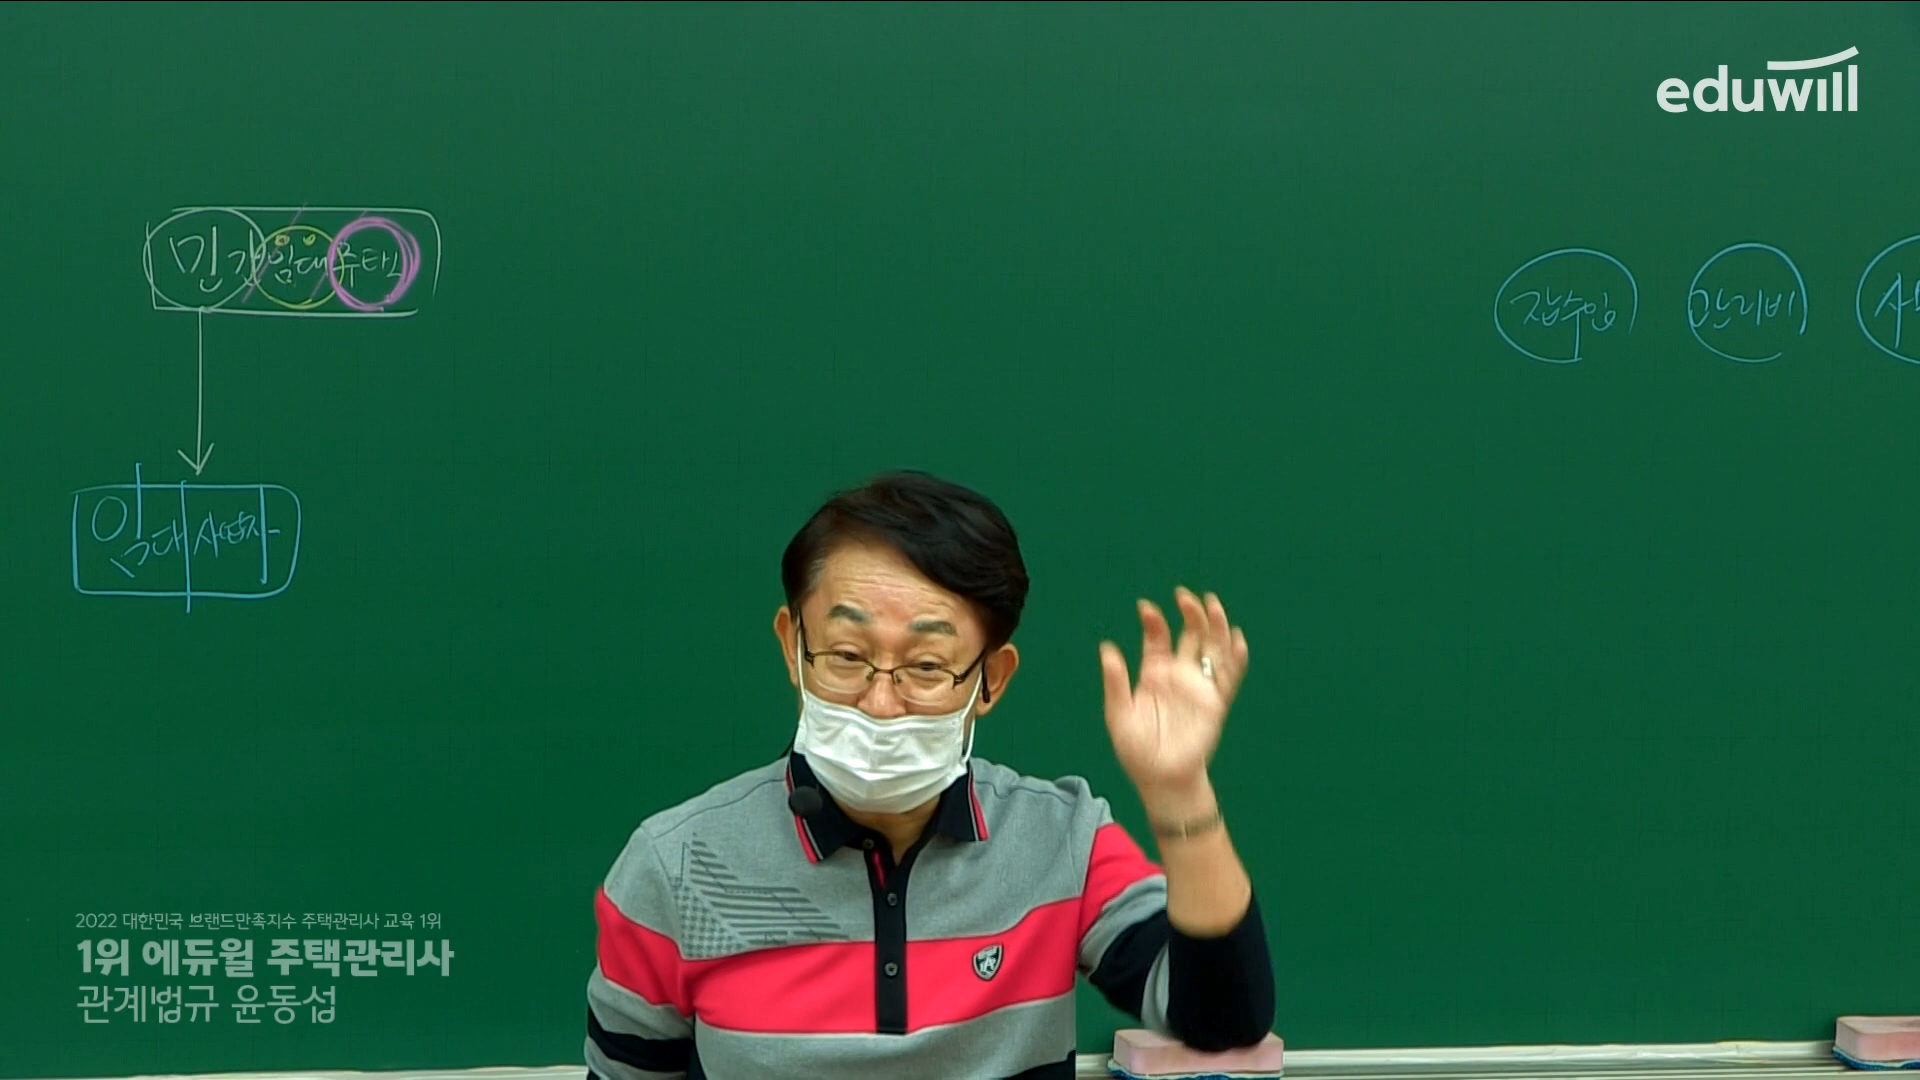 eduwill
민간임대주택
잡수입 관리비 사
임대사업자
2022 대한민국 브랜드만족지수 주택관리사 교육 1위
1위 에듀윌 주택관리사
관계법규 윤동섭